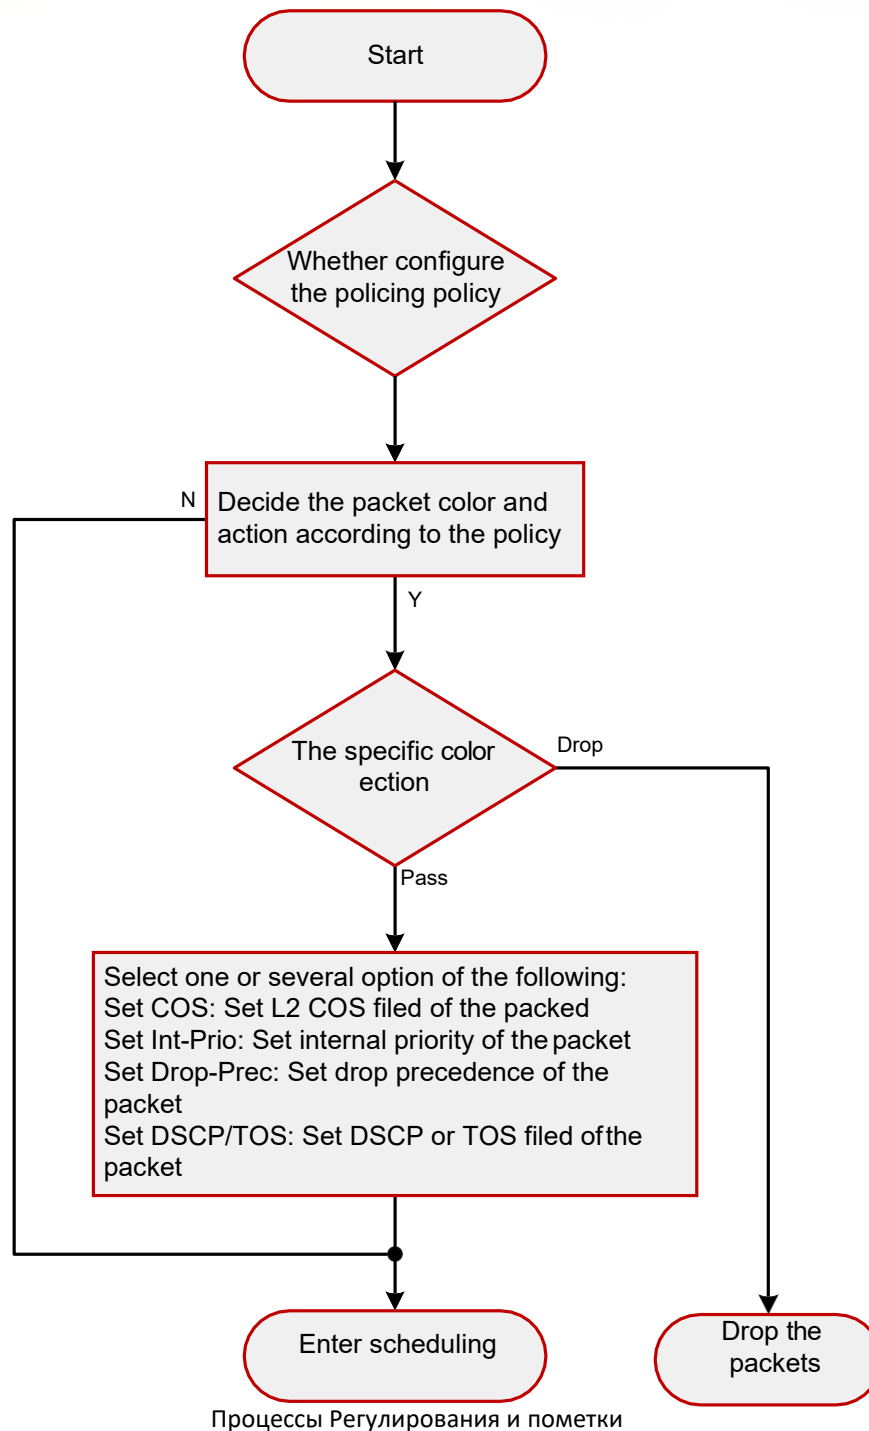 Start
Whether configure
the policing policy
N
Decide the packet color and
action according to the policy
Y
The specific color
ection
Drop
Pass
Select one or several option of the following:
Set COS: Set L2 COS filed of the packed
Set Int-Prio: Set internal priority of the packet
Set Drop-Prec: Set drop precedence of the
packet
Set DSCP/TOS: Set DSCP or TOS filed of the
packet
Enter scheduling
Drop the
packets
Процессы Регулирования и пометки